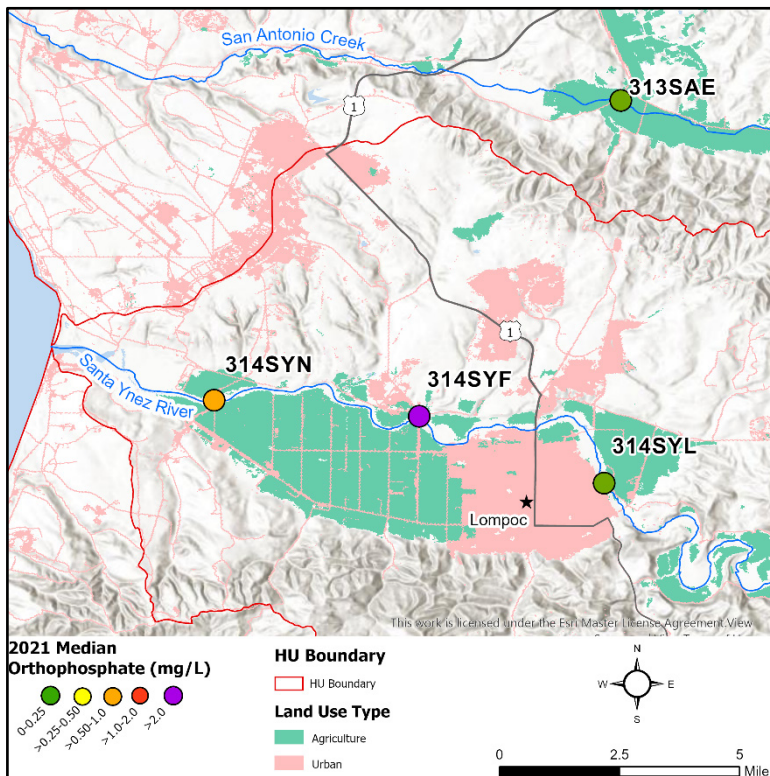 San Antonio Creek
313SAE
1
1
314SYN
314SYF
Santa Ynez River
314SYL
Lompoc
This work is licensed under the Esri Master License Agreement.View
2021 Median
Orthophosphate (mg/L)
0-0.25
>0.25-0.50
>0.50-1.0
>1.0-2.0
>2.0
HU Boundary
HU Boundary
Land Use Type
Agriculture
Urban
N
W
E
S
0
2.5
5
Mile